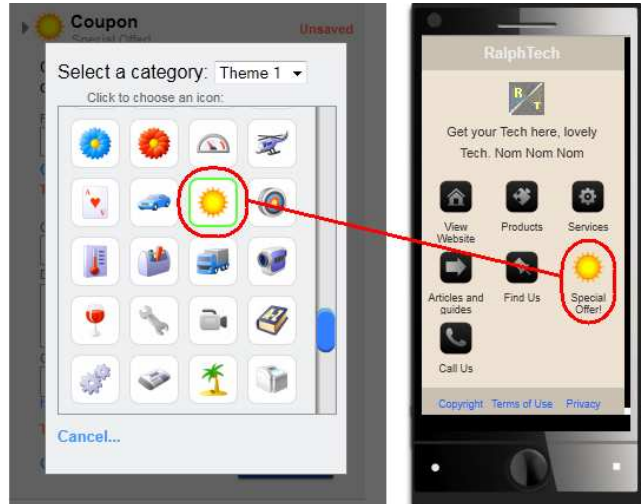 Coupon
Special Offer!
Unsaved
Select a category: Theme 1
Click to choose an icon:
A
Cancel...
RalphTech
R/T
Get your Tech here, lovely
Tech. Nom Nom Nom
View
Website
Products
Services
Articles and
guides
Find Us
Special
Offer!
Call Us
Copyright Terms of Use Privacy